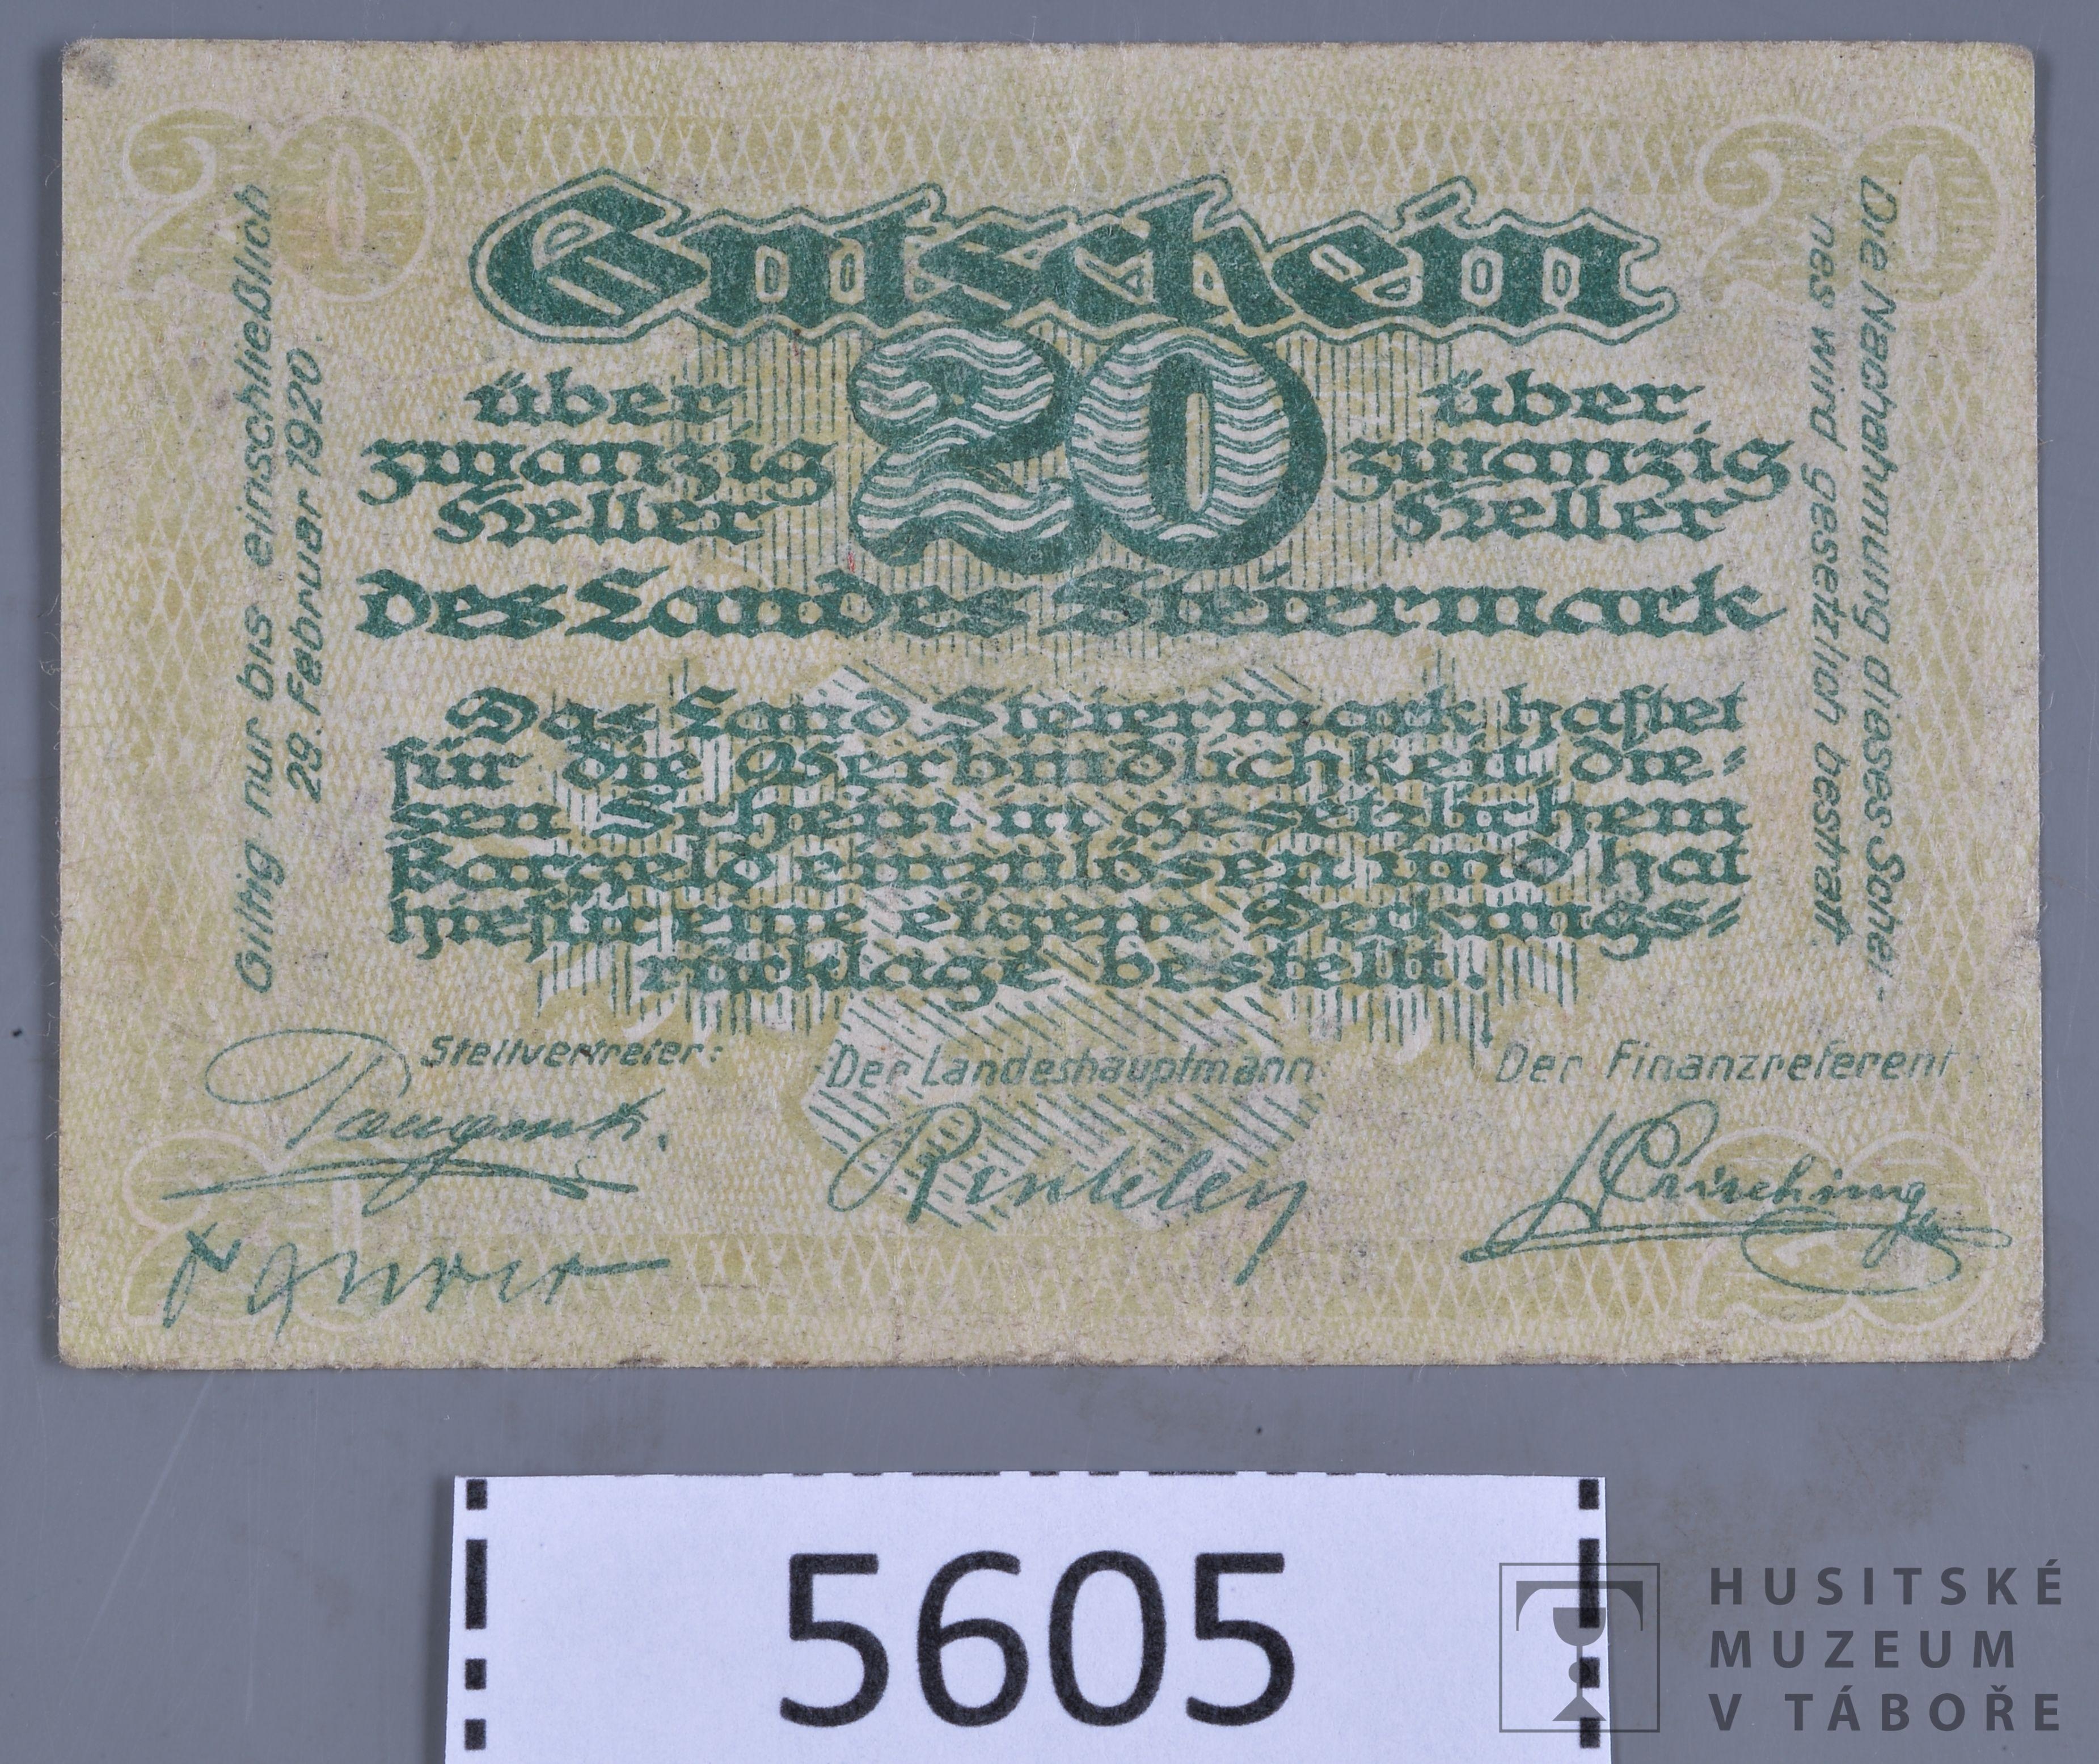 20
20
Gutschein
über
zwanzig
Heller
20
über
zwanzig
Heller
des Landes Steiermark
Das Land Steiermark haftet
für die Verbindlichkeit, die-
sen Schein in gesetzlichem
Bargeld einzulösen und hat
hiefür eine eigene Deckungs-
rücklage bestellt.
Giltig nur bis einschließlich
28. Februar 1920.
Die Nachahmung dieses Schei-
nes wird gesetzlich bestraft.
Stellvertreter:
Der Landeshauptmann:
Der Finanzreferent
Rintelen
5605
HUSITSKÉ
MUZEUM
V TÁBOŘE